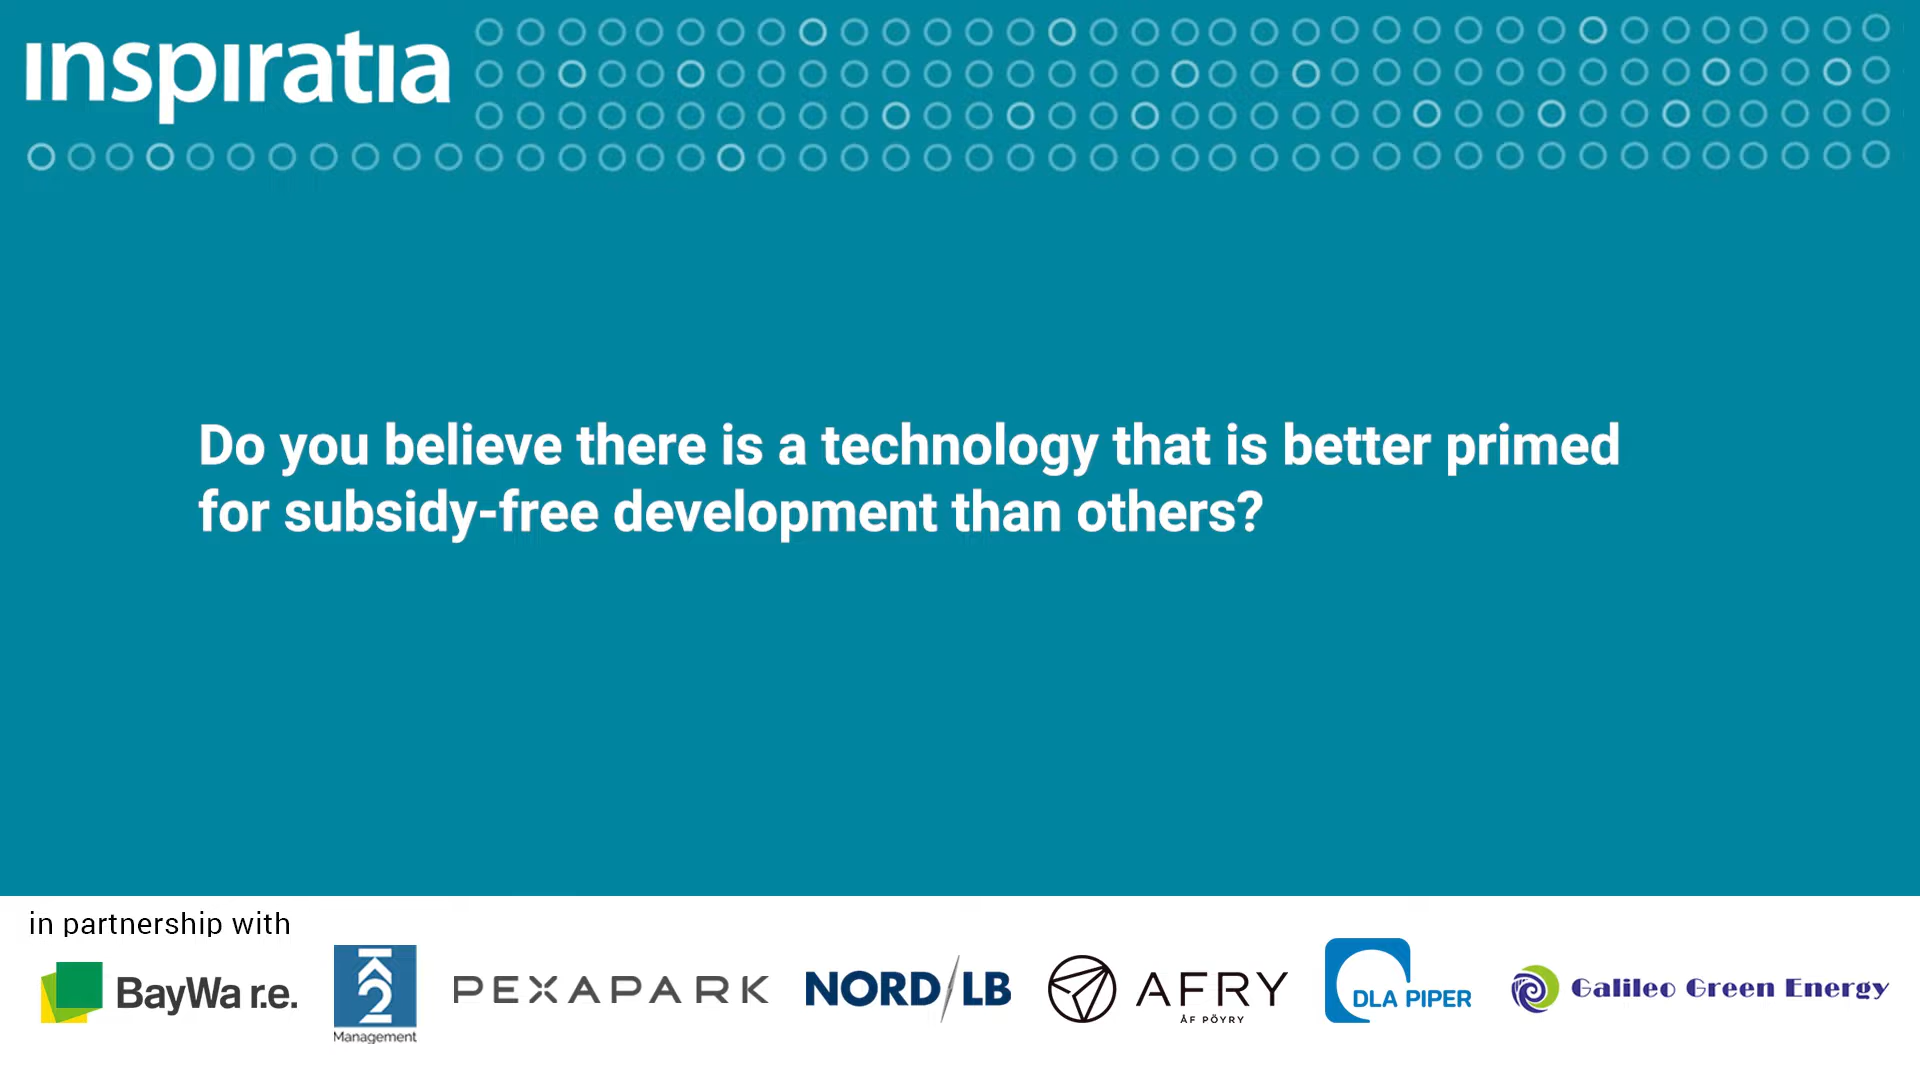 inspiratia
Do you believe there is a technology that is better primed
for subsidy-free development than others?
in partnership with
BayWa r.e.
K2
Management
PEXAPARK
NORD/LB
AFRY
ÅF PÖYRY
DLA PIPER
Galileo Green Energy